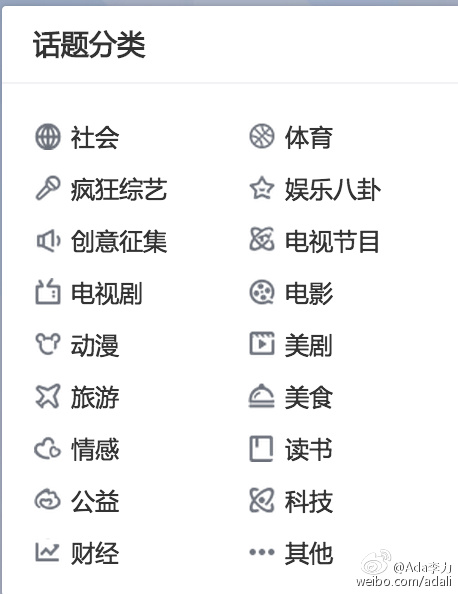 话题分类
社会 体育
疯狂综艺 娱乐八卦
创意征集 电视节目
电视剧 电影
动漫 美剧
旅游 美食
情感 读书
公益 科技
财经 其他
@Ada李力
weibo.com/adali